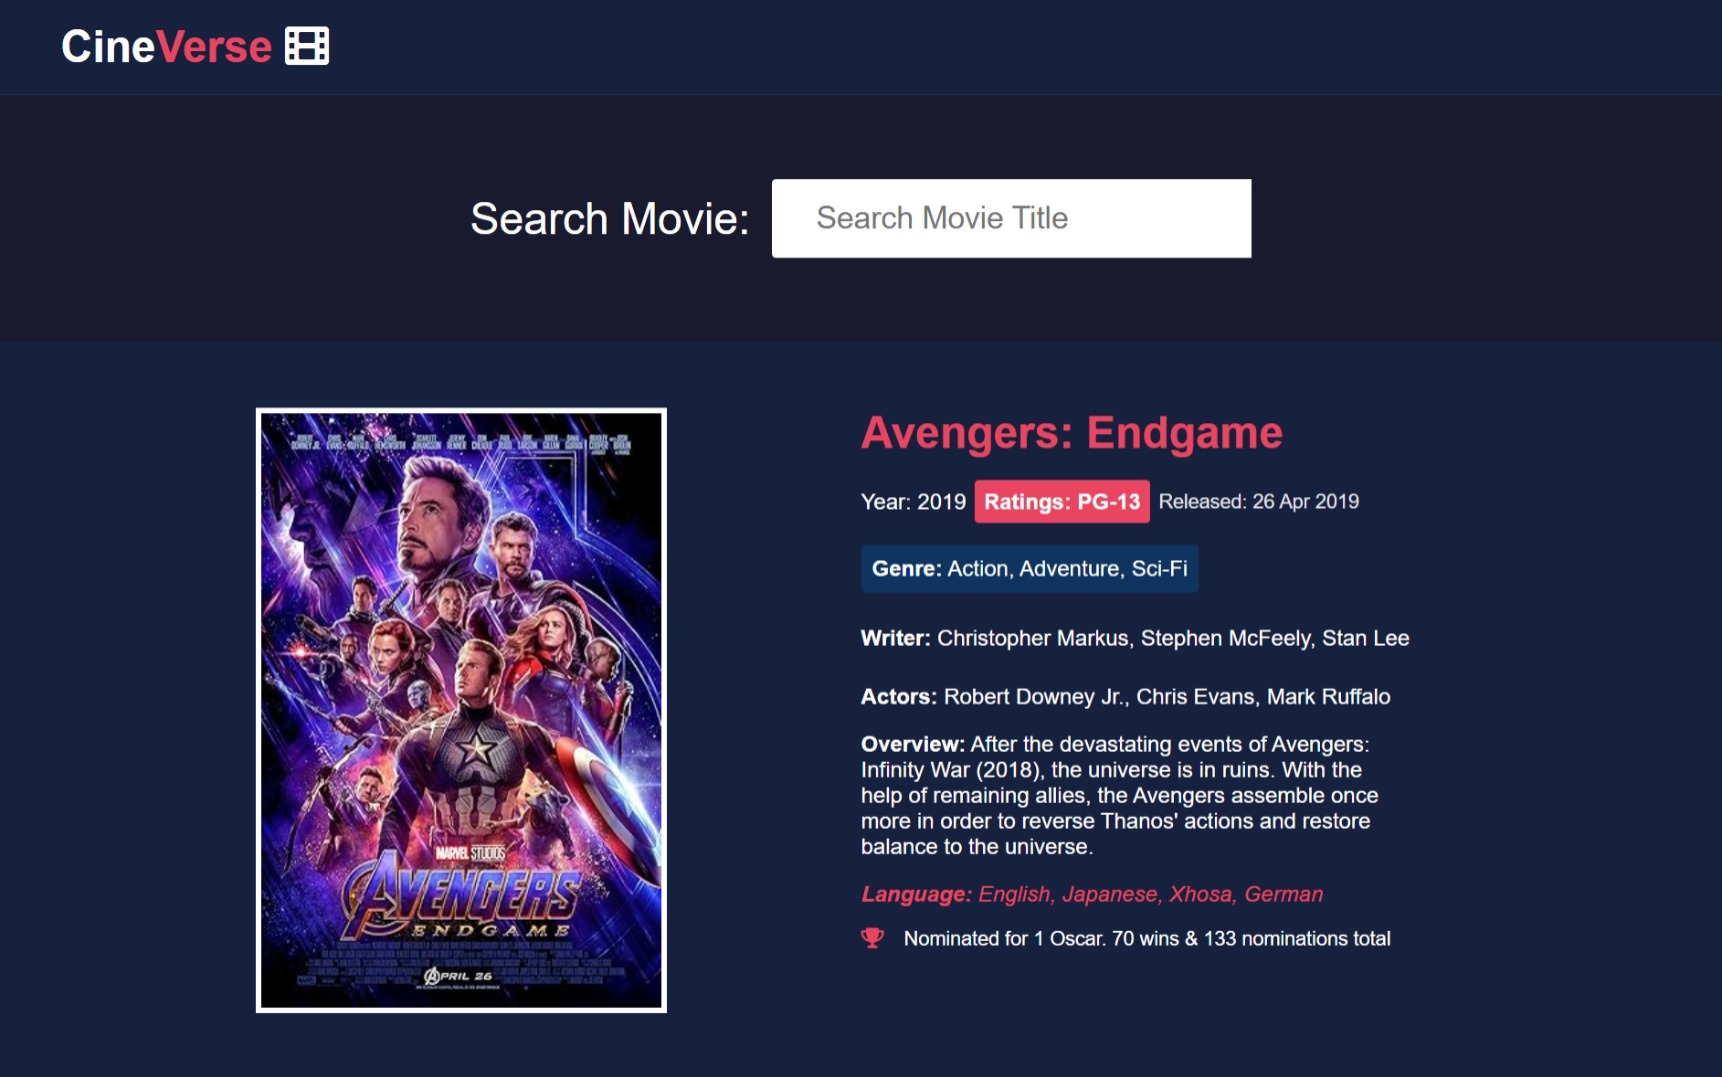 CineVerse
Search Movie:
Search Movie Title
Avengers: Endgame
Year: 2019 Ratings: PG-13 Released: 26 Apr 2019
Genre: Action, Adventure, Sci-Fi
Writer: Christopher Markus, Stephen McFeely, Stan Lee
Actors: Robert Downey Jr., Chris Evans, Mark Ruffalo
Overview: After the devastating events of Avengers:
Infinity War (2018), the universe is in ruins. With the
help of remaining allies, the Avengers assemble once
more in order to reverse Thanos' actions and restore
balance to the universe.
Language: English, Japanese, Xhosa, German
Nominated for 1 Oscar. 70 wins & 133 nominations total
MARVEL STUDIOS
AVENGERS
ENDGAME
APRIL 26